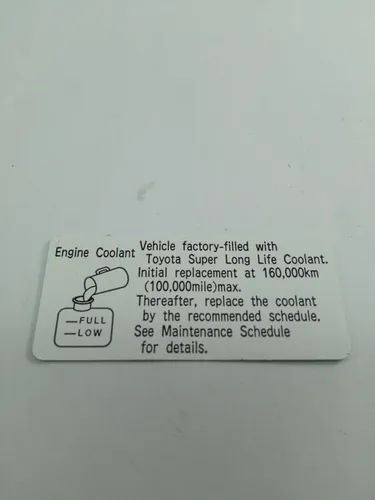 Engine Coolant
Vehicle factory-filled with
Toyota Super Long Life Coolant.
Initial replacement at 160,000km
(100,000mile)max.
Thereafter, replace the coolant
by the recommended schedule.
See Maintenance Schedule
for details.
—FULL
—LOW